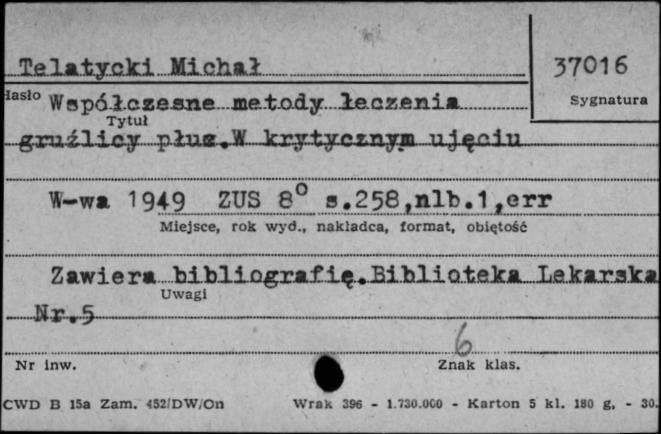 Telatycki Michał
37016
Hasło Współczesne metody leczenia
Sygnatura
Tytuł
gruźlicy płuc.W krytycznym ujęciu
W-wa 1949 ZUS 8° s.258,nlb.1,err
Miejsce, rok wyd., nakładca, format, objętość
Zawiera bibliografię.Biblioteka Lekarska
Uwagi
Nr.5
6
Nr inw.
Znak klas.
CWD B 15a Zam. 452/DW/On Wrak 396 - 1.730.000 - Karton 5 kl. 180 g, - 30.